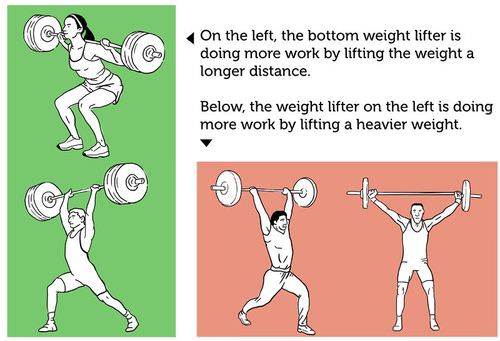 On the left, the bottom weight lifter is
doing more work by lifting the weight a
longer distance.
Below, the weight lifter on the left is doing
more work by lifting a heavier weight.